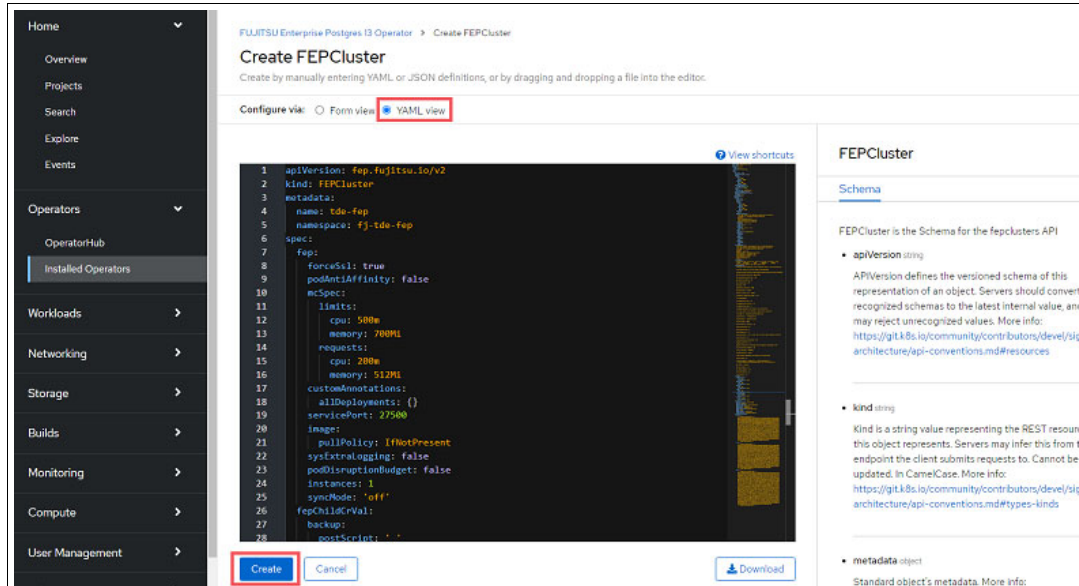 Home
Overview
Projects
Search
Explore
Events
Operators
OperatorHub
Installed Operators
Workloads
Networking
Storage
Builds
Monitoring
Compute
User Management
FUJITSU Enterprise Postgres 13 Operator > Create FEPCluster
Create FEPCluster
Create by manually entering YAML or JSON definitions, or by dragging and dropping a file into the editor.
Configure via: Form view YAML view
View shortcuts
1 apiVersion: fep.fujitsu.io/v2
2 kind: FEPCluster
3 metadata:
4 name: tde-fep
5 namespace: fj-tde-fep
6 spec:
7 fep:
8 forceSsl: true
9 podAntiAffinity: false
10 mcSpec:
11 limits:
12 cpu: 500m
13 memory: 700Mi
14 requests:
15 cpu: 200m
16 memory: 512Mi
17 customAnnotations:
18 allDeployments: {}
19 servicePort: 27500
20 image:
21 pullPolicy: IfNotPresent
22 sysExtraLogging: false
23 podDisruptionBudget: false
24 instances: 1
25 syncMode: 'off'
26 fepChildCrVal:
27 backup:
28 postScript: ' '
Create
Cancel
Download
FEPCluster
Schema
FEPCluster is the Schema for the fepclusters API
• apiVersion string
APIVersion defines the versioned schema of this
representation of an object. Servers should convert
recognized schemas to the latest internal value, and
may reject unrecognized values. More info:
https://git.k8s.io/community/contributors/devel/sig
architecture/api-conventions.md#resources
• kind string
Kind is a string value representing the REST resour
this object represents. Servers may infer this from t
endpoint the client submits requests to. Cannot be
updated. In CamelCase. More info:
https://git.k8s.io/community/contributors/devel/sig
architecture/api-conventions.md#types-kinds
• metadata object
Standard object's metadata. More info: